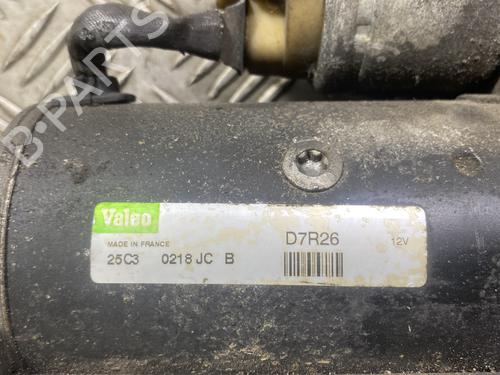 B-PARTS
Valeo
D7R26
12V
MADE IN FRANCE
25C3 0218 JC B